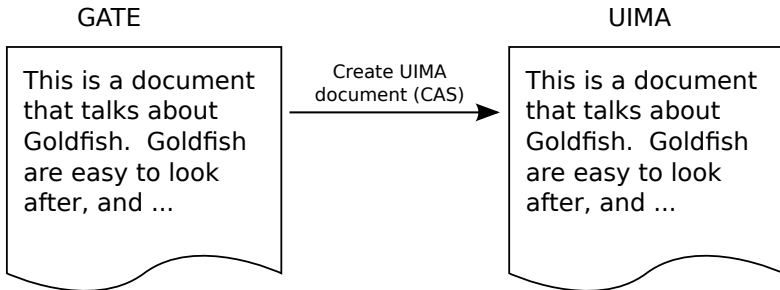 GATE
This is a document
that talks about
Goldfish.  Goldfish
are easy to look
after, and ...
Create UIMA
document (CAS)
UIMA
This is a document
that talks about
Goldfish.  Goldfish
are easy to look
after, and ...